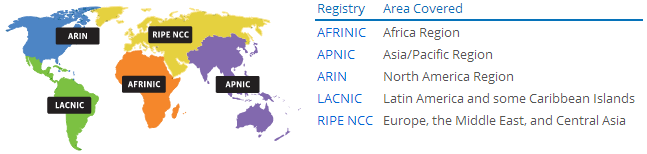 ARIN
RIPE NCC
AFRINIC
APNIC
LACNIC
Registry Area Covered
AFRINIC Africa Region
APNIC Asia/Pacific Region
ARIN North America Region
LACNIC Latin America and some Caribbean Islands
RIPE NCC Europe, the Middle East, and Central Asia